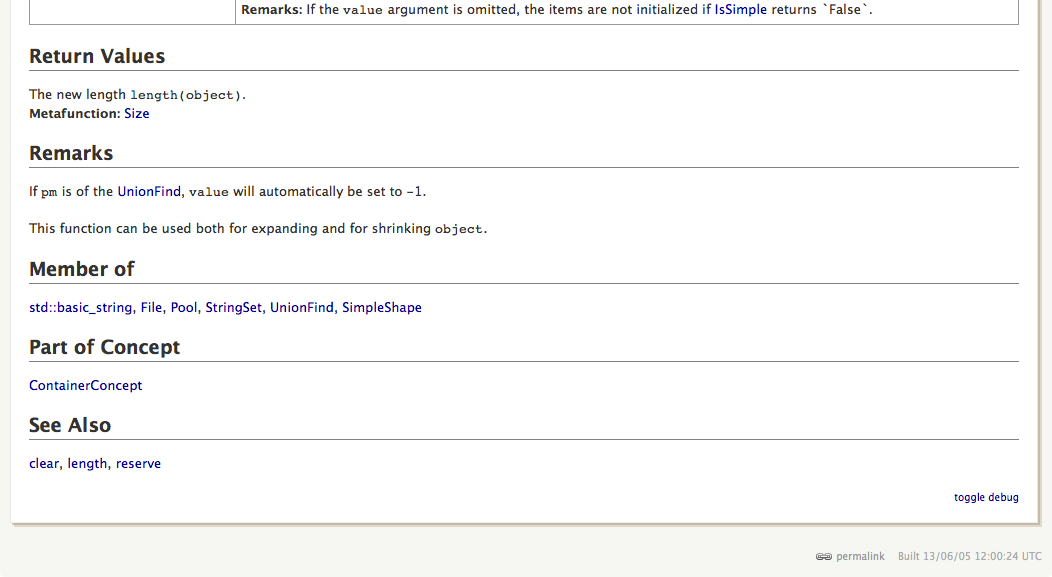 Remarks: If the value argument is omitted, the items are not initialized if IsSimple returns `False`.
Return Values
The new length length(object).
Metafunction: Size
Remarks
If pm is of the UnionFind, value will automatically be set to -1.
This function can be used both for expanding and for shrinking object.
Member of
std::basic_string, File, Pool, StringSet, UnionFind, SimpleShape
Part of Concept
ContainerConcept
See Also
clear, length, reserve
toggle debug
permalink Built 13/06/05 12:00:24 UTC